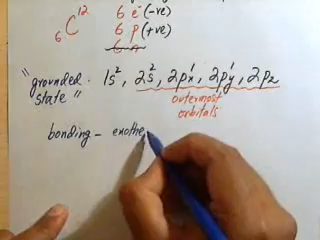 ₆C¹² 6 e⁻ (-ve)
6 p (+ve)
"grounded state" 1s², 2s², 2px¹, 2py¹, 2pz
outermost
orbitals
bonding - exothe